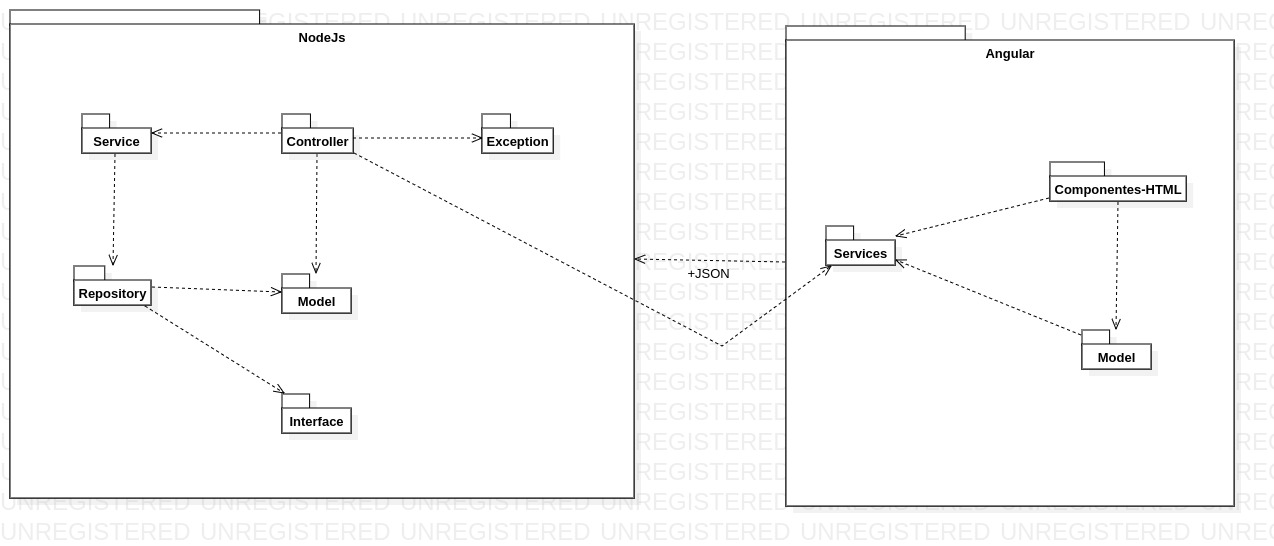 NodeJs
Angular
Service
Controller
Exception
Componentes-HTML
Services
+JSON
Repository
Model
Model
Interface
UNREGISTERED UNREGISTERED UNREGISTERED UNREGISTERED UNREGISTERED UNREGISTERED